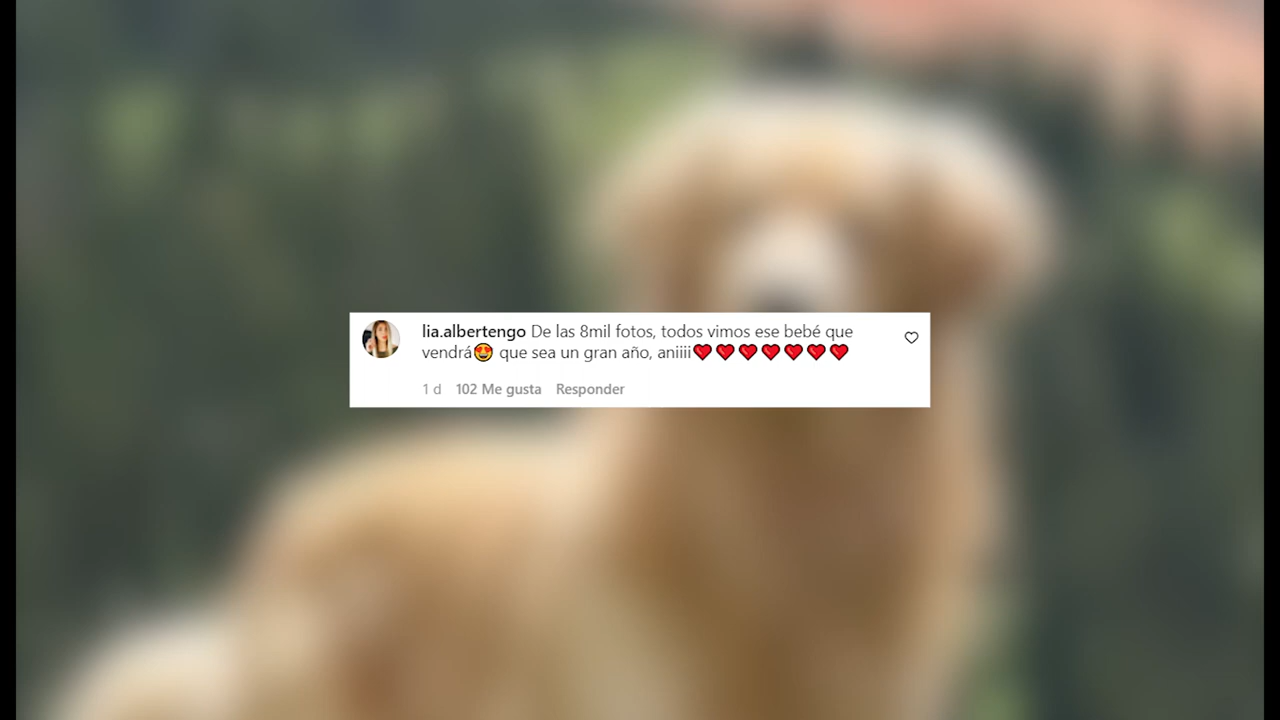 lia.albertengo De las 8mil fotos, todos vimos ese bebé que
vendrá😍 que sea un gran año, aniiii❤️❤️❤️❤️❤️❤️❤️
1 d 102 Me gusta Responder